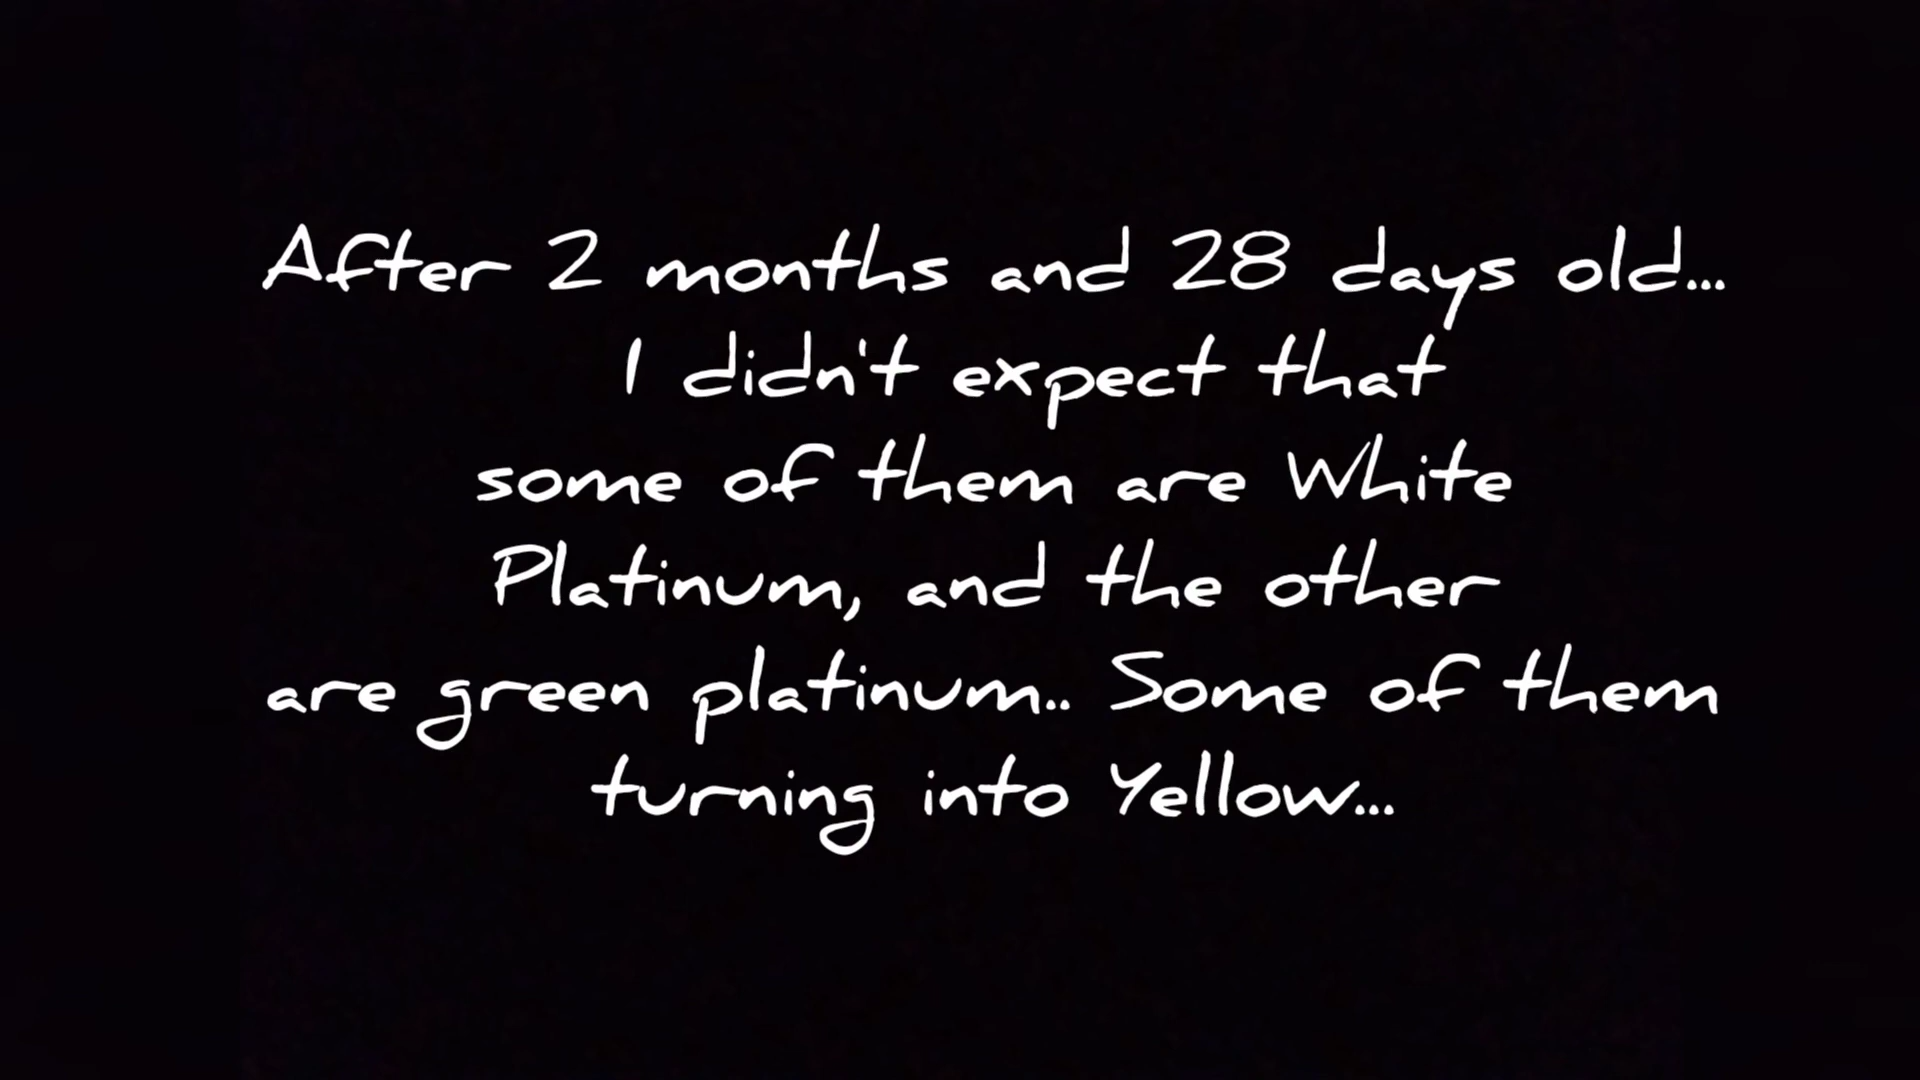 After 2 months and 28 days old...
I didn't expect that
some of them are White
Platinum, and the other
are green platinum.. Some of them
turning into Yellow...